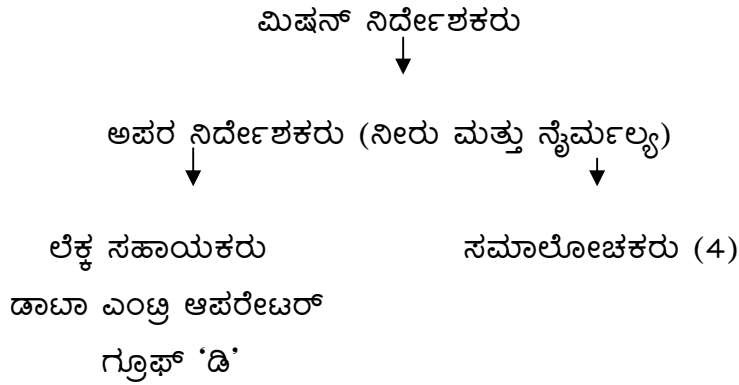 ಮಿಷನ್ ನಿರ್ದೇಶಕರು
ಅಪರ ನಿರ್ದೇಶಕರು (ನೀರು ಮತ್ತು ನೈರ್ಮಲ್ಯ)
ಲೆಕ್ಕ ಸಹಾಯಕರು ಸಮಾಲೋಚಕರು (4)
ಡಾಟಾ ಎಂಟ್ರಿ ಆಪರೇಟರ್
ಗ್ರೂಫ್ ‘ಡಿ’